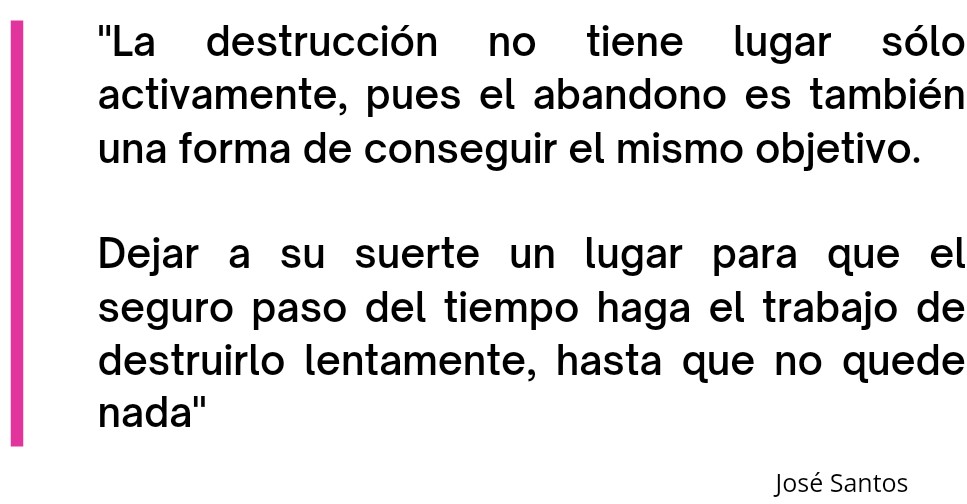 "La destrucción no tiene lugar sólo
activamente, pues el abandono es también
una forma de conseguir el mismo objetivo.
Dejar a su suerte un lugar para que el
seguro paso del tiempo haga el trabajo de
destruirlo lentamente, hasta que no quede
nada"
José Santos